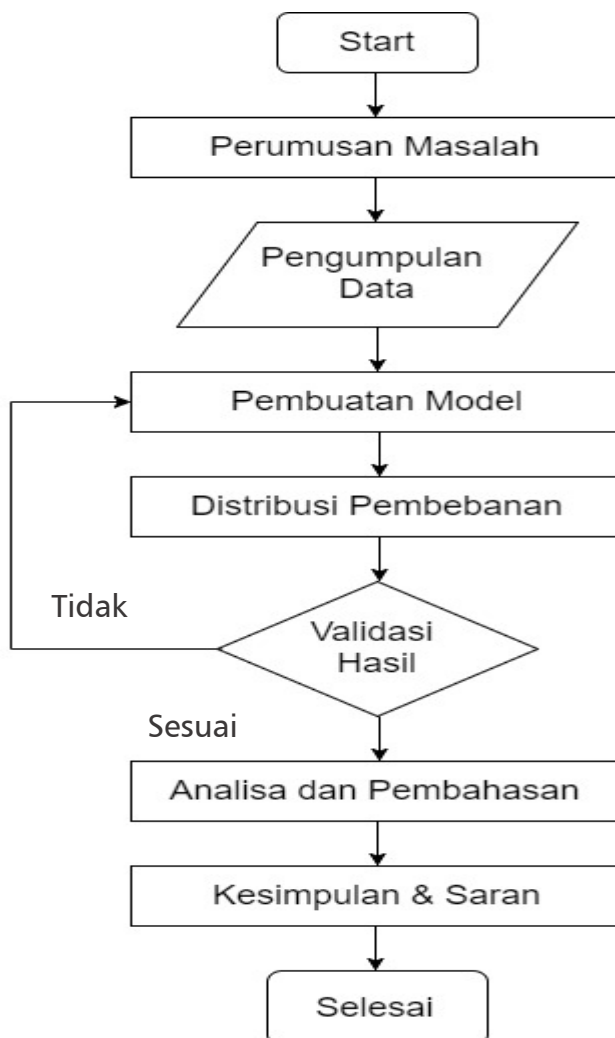 Start
Perumusan Masalah
Pengumpulan
Data
Pembuatan Model
Distribusi Pembebanan
Tidak
Validasi
Hasil
Sesuai
Analisa dan Pembahasan
Kesimpulan & Saran
Selesai